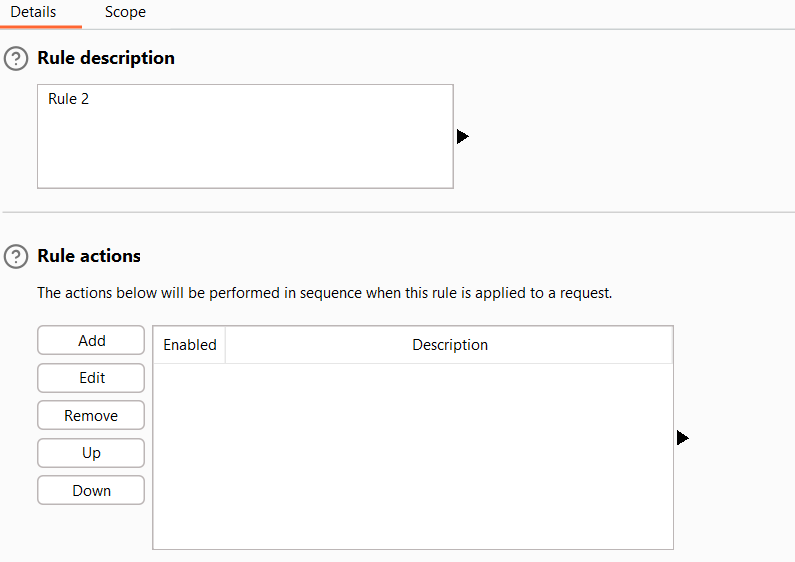 Details Scope
? Rule description
Rule 2
? Rule actions
The actions below will be performed in sequence when this rule is applied to a request.
Add
Edit
Remove
Up
Down
Enabled Description